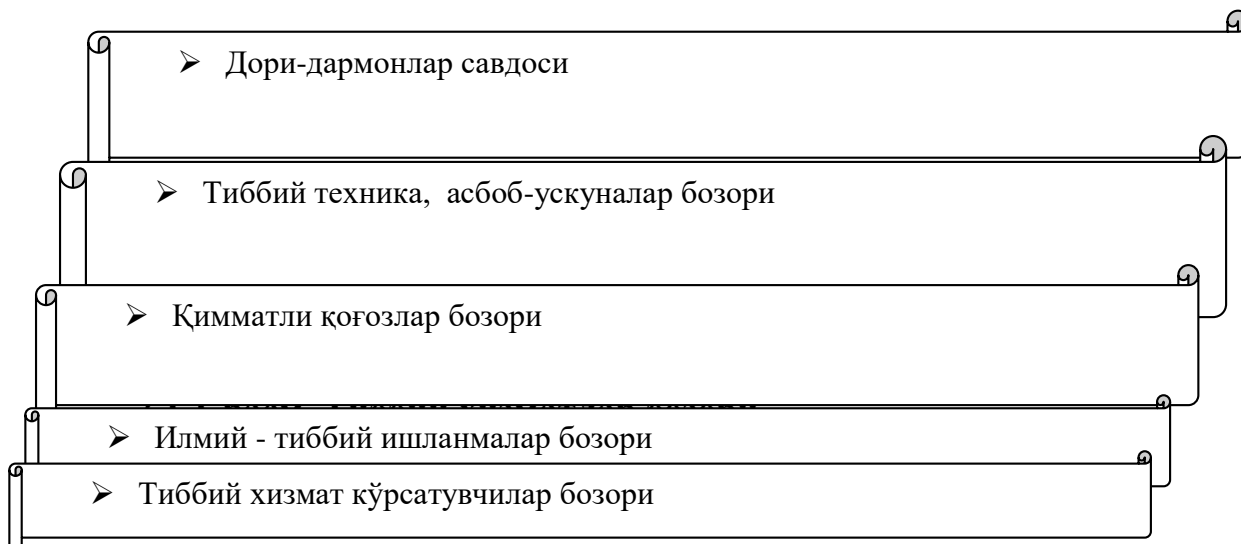 ➢ Дори-дармонлар савдоси
➢ Тиббий техника, асбоб-ускуналар бозори
➢ Қимматли қоғозлар бозори
➢ Илмий - тиббий ишланмалар бозори
➢ Тиббий хизмат кўрсатувчилар бозори